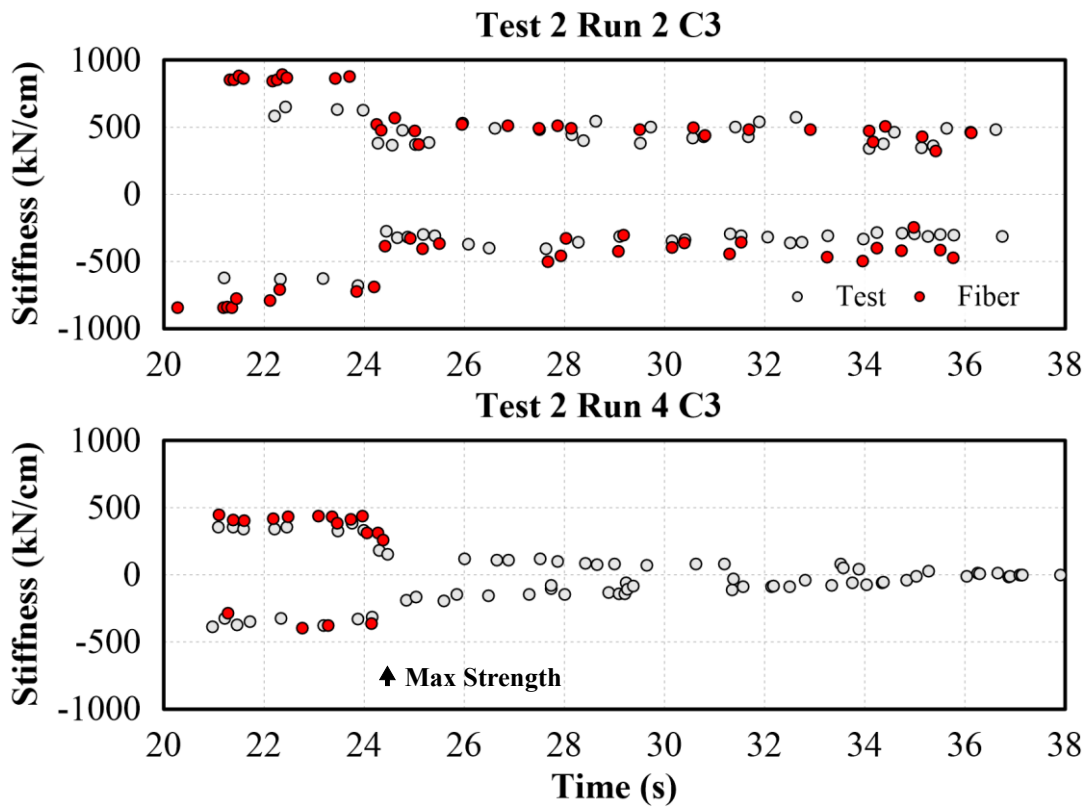 Test 2 Run 2 C3
Stiffness (kN/cm)
1000
500
0
-500
-1000
Test Fiber
20 22 24 26 28 30 32 34 36 38
Test 2 Run 4 C3
Stiffness (kN/cm)
1000
500
0
-500
-1000
Max Strength
20 22 24 26 28 30 32 34 36 38
Time (s)